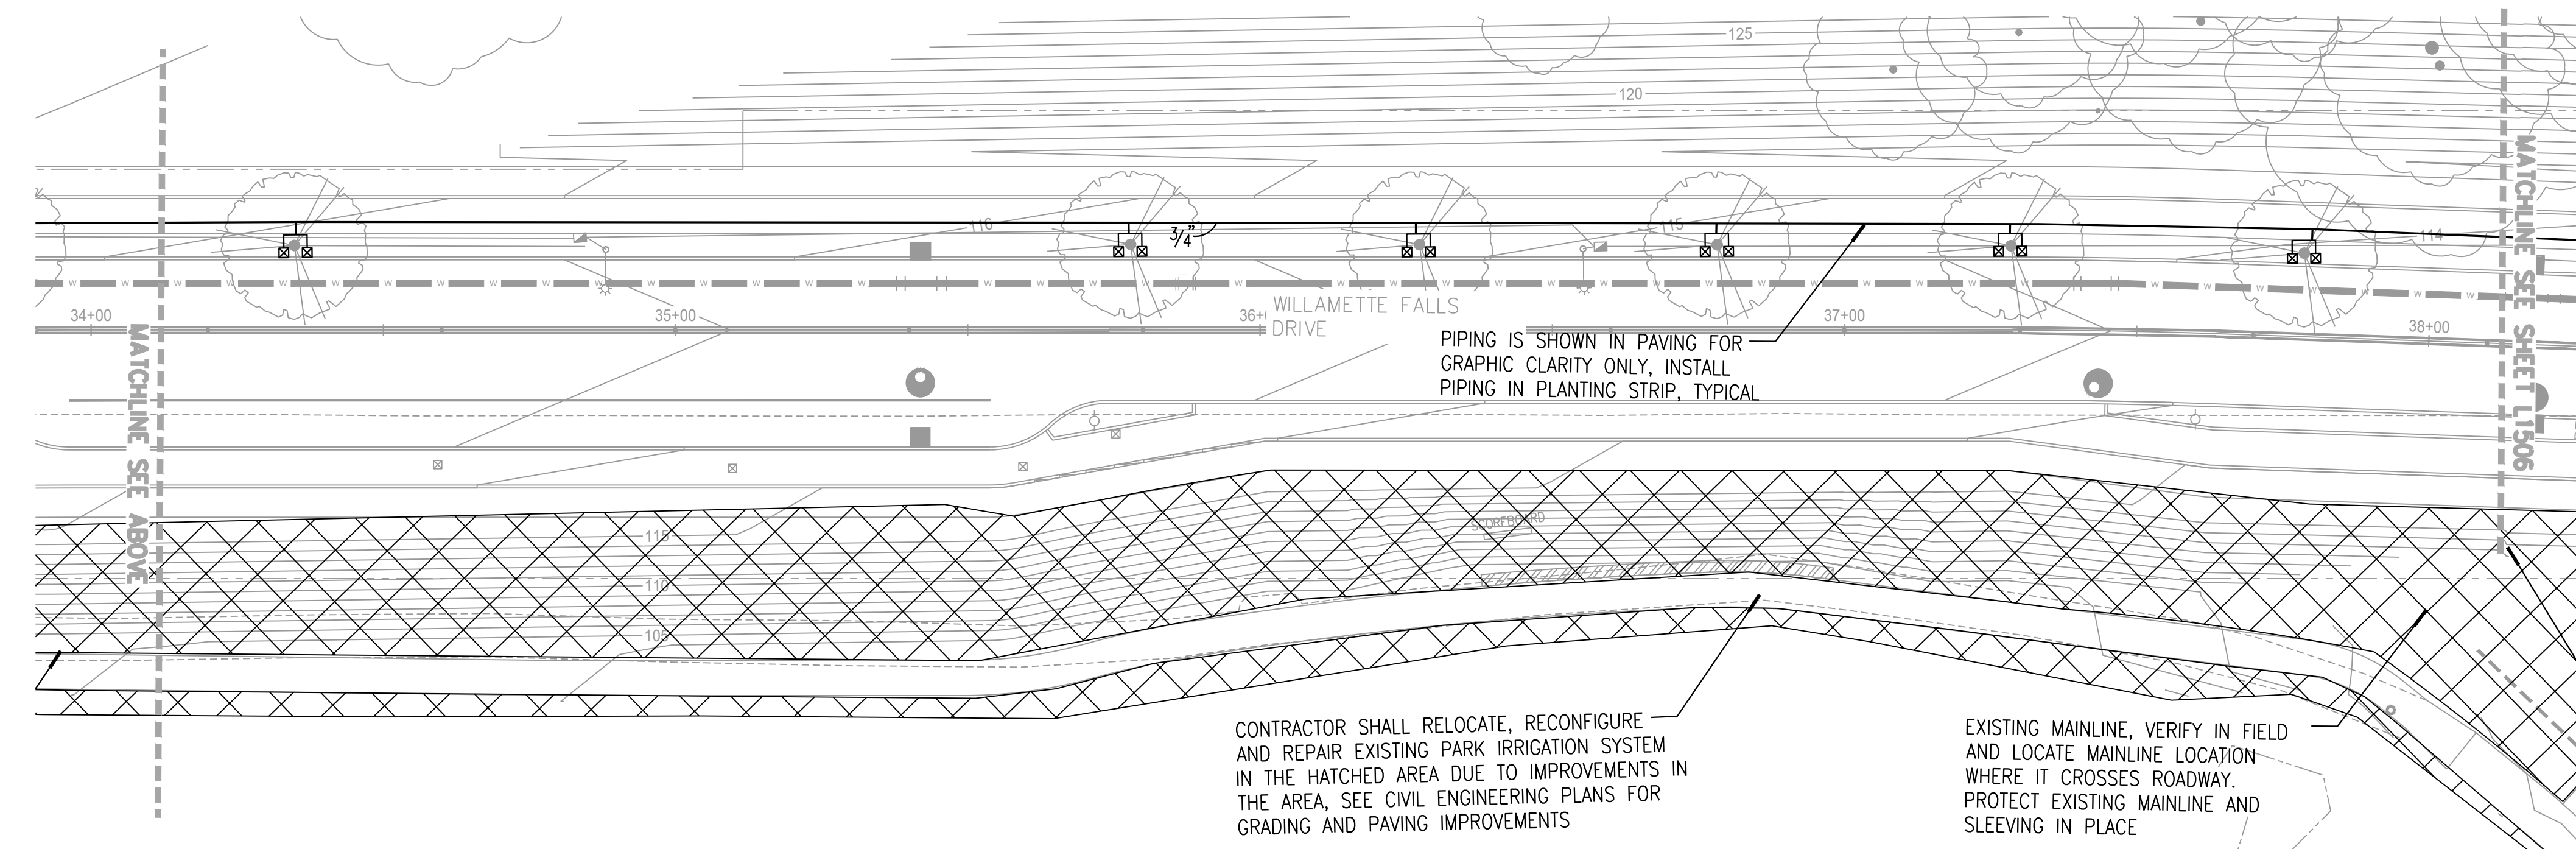 125
120
116
3/4"
115
114
W W W W W W W W W W W W W W W W W W W W W W W W W W W W W W W W W W W W W W W W W W W W W
34+00
35+00
36+
37+00
38+00
WILLAMETTE FALLS
DRIVE
PIPING IS SHOWN IN PAVING FOR
GRAPHIC CLARITY ONLY, INSTALL
PIPING IN PLANTING STRIP, TYPICAL
MATCHLINE SEE ABOVE
MATCHLINE SEE SHEET L1506
SCOREBOARD
115
110
105
CONTRACTOR SHALL RELOCATE, RECONFIGURE
AND REPAIR EXISTING PARK IRRIGATION SYSTEM
IN THE HATCHED AREA DUE TO IMPROVEMENTS IN
THE AREA, SEE CIVIL ENGINEERING PLANS FOR
GRADING AND PAVING IMPROVEMENTS
EXISTING MAINLINE, VERIFY IN FIELD
AND LOCATE MAINLINE LOCATION
WHERE IT CROSSES ROADWAY.
PROTECT EXISTING MAINLINE AND
SLEEVING IN PLACE